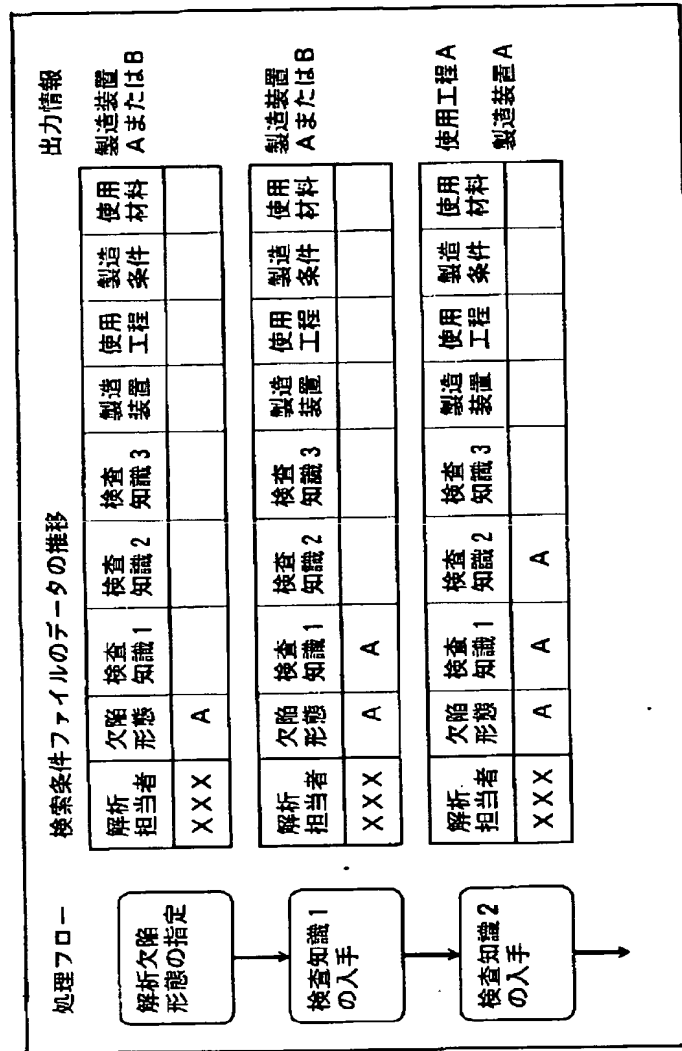 処理フロー
検索条件ファイルのデータの推移
出力情報
解析欠陥
形態の指定
解析
担当者
欠陥
形態
検査
知識1
検査
知識2
検査
知識3
製造
装置
使用
工程
製造
条件
使用
材料
XXX
A
製造装置
AまたはB
検査知識1
の入手
解析
担当者
欠陥
形態
検査
知識1
検査
知識2
検査
知識3
製造
装置
使用
工程
製造
条件
使用
材料
XXX
A
A
製造装置
AまたはB
検査知識2
の入手
解析
担当者
欠陥
形態
検査
知識1
検査
知識2
検査
知識3
製造
装置
使用
工程
製造
条件
使用
材料
XXX
A
A
A
使用工程A
製造装置A